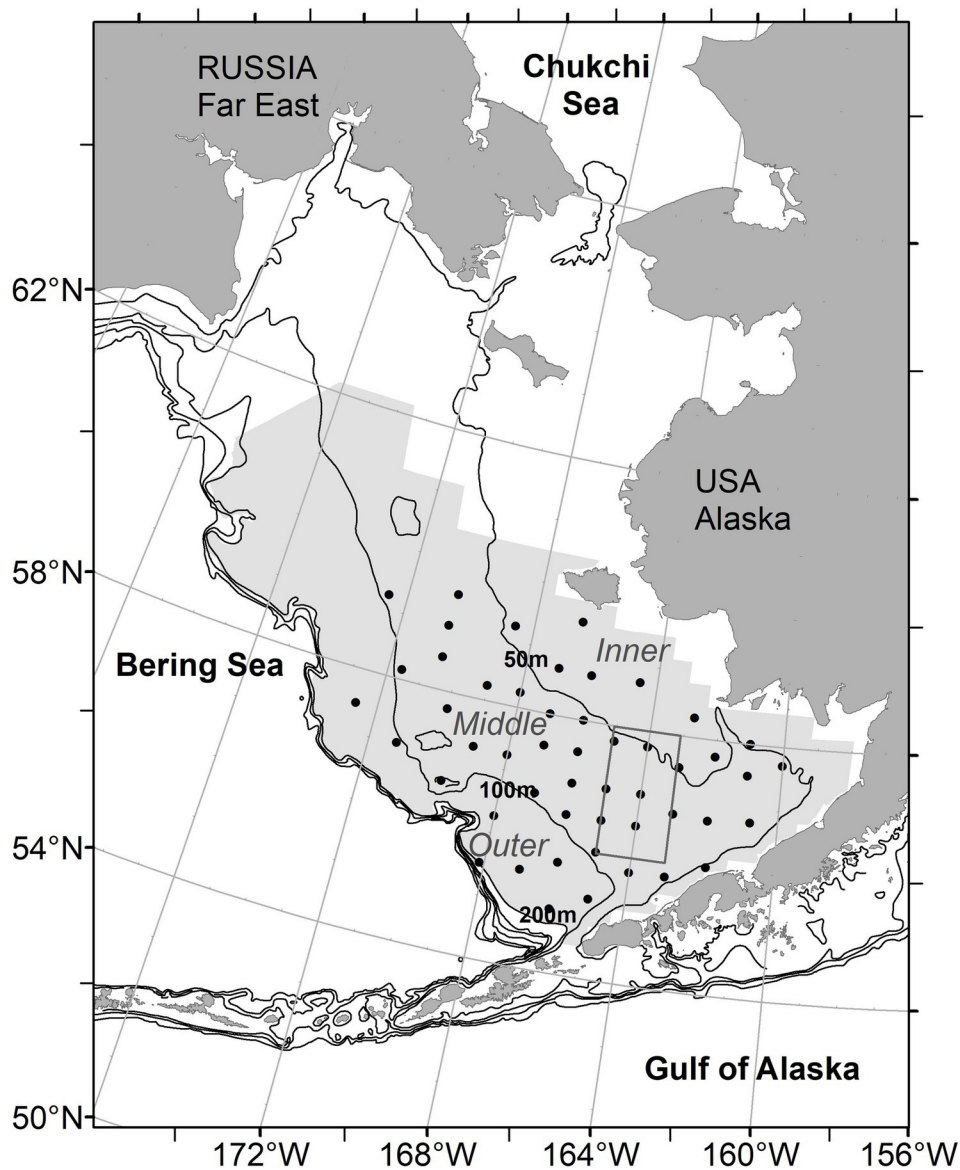 RUSSIA
Far East
Chukchi
Sea
62°N
USA
Alaska
58°N
Bering Sea
50m
Inner
Middle
100m
Outer
54°N
200m
Gulf of Alaska
50°N
172°W
168°W
164°W
160°W
156°W